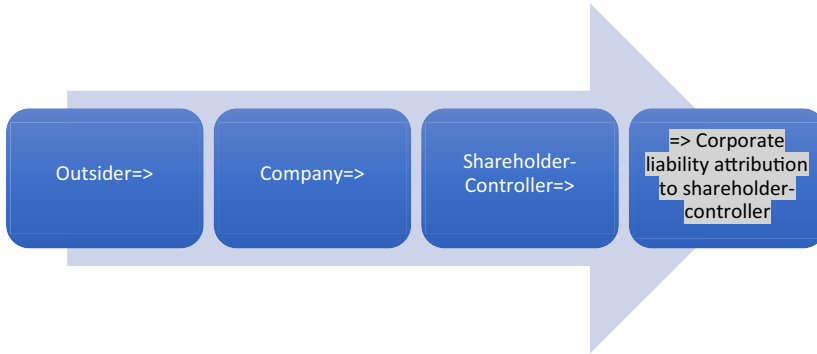 Outsider=>
Company=>
Shareholder-
Controller=>
=> Corporate
liability attribution
to shareholder-
controller